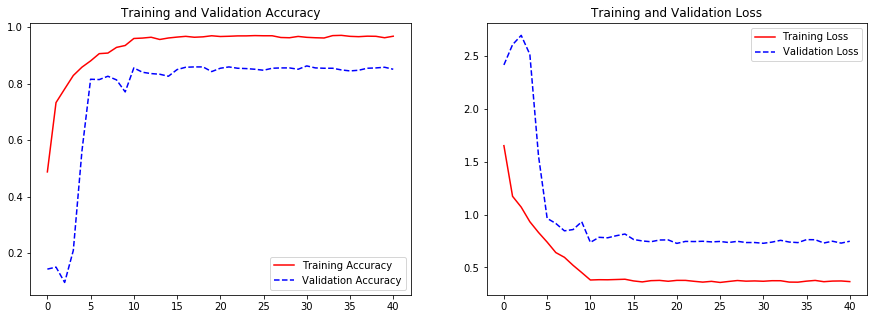 Training and Validation Accuracy
1.0
0.8
0.6
0.4
0.2
0 5 10 15 20 25 30 35 40
Training Accuracy
Validation Accuracy
Training and Validation Loss
2.5
2.0
1.5
1.0
0.5
0 5 10 15 20 25 30 35 40
Training Loss
Validation Loss